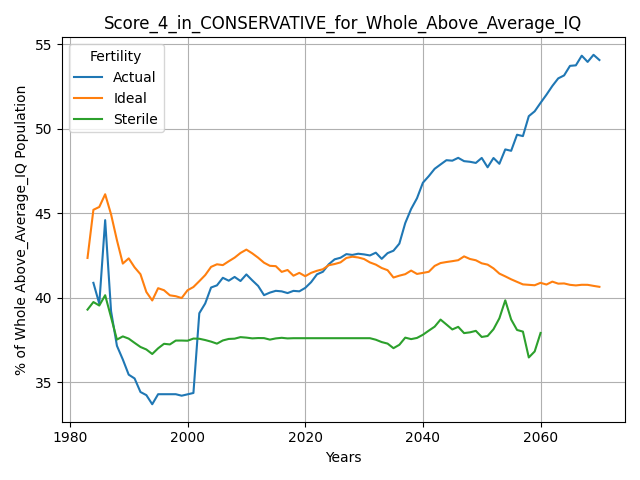 Score_4_in_CONSERVATIVE_for_Whole_Above_Average_IQ
Fertility
Actual
Ideal
Sterile
% of Whole Above_Average_IQ Population
55
50
45
40
35
1980
2000
2020
2040
2060
Years